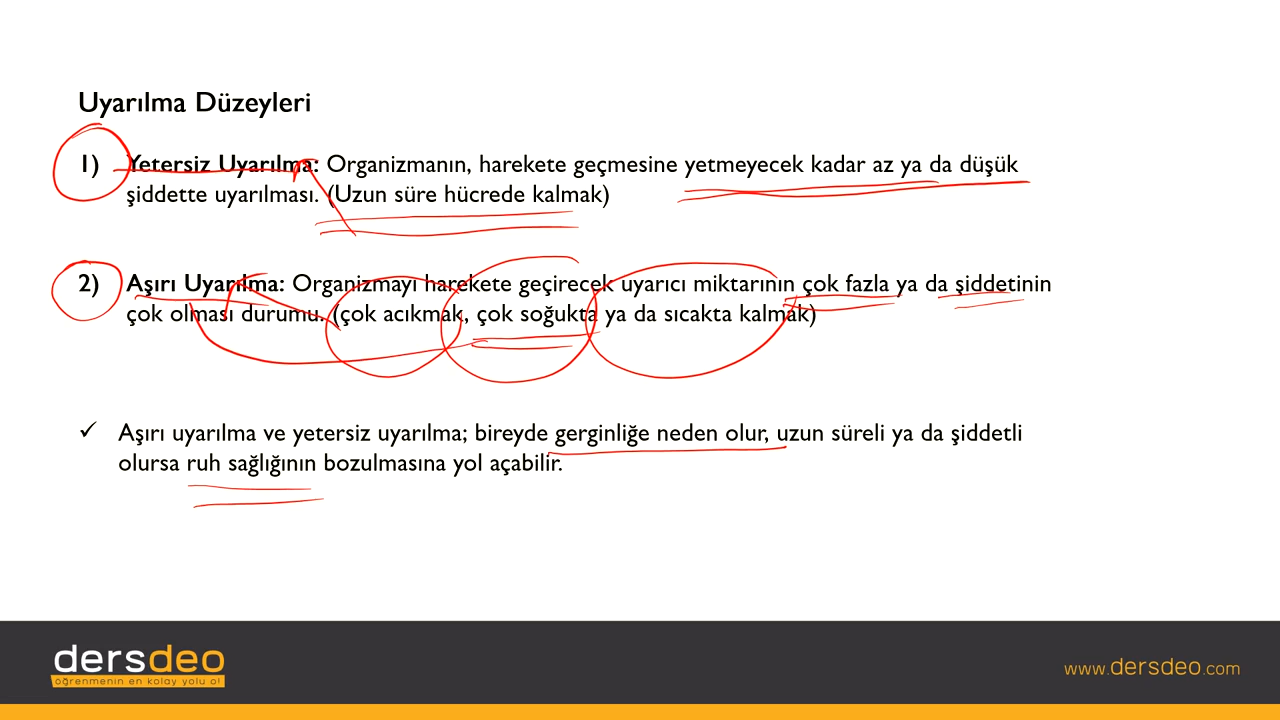 Uyarılma Düzeyleri
1) Yetersiz Uyarılma: Organizmanın, harekete geçmesine yetmeyecek kadar az ya da düşük
şiddette uyarılması. (Uzun süre hücrede kalmak)
2) Aşırı Uyarılma: Organizmayı harekete geçirecek uyarıcı miktarının çok fazla ya da şiddetinin
çok olması durumu. (çok acıkmak, çok soğukta ya da sıcakta kalmak)
✓ Aşırı uyarılma ve yetersiz uyarılma; bireyde gerginliğe neden olur, uzun süreli ya da şiddetli
olursa ruh sağlığının bozulmasına yol açabilir.
dersdeo
öğrenmenin en kolay yolu o!
www.dersdeo.com